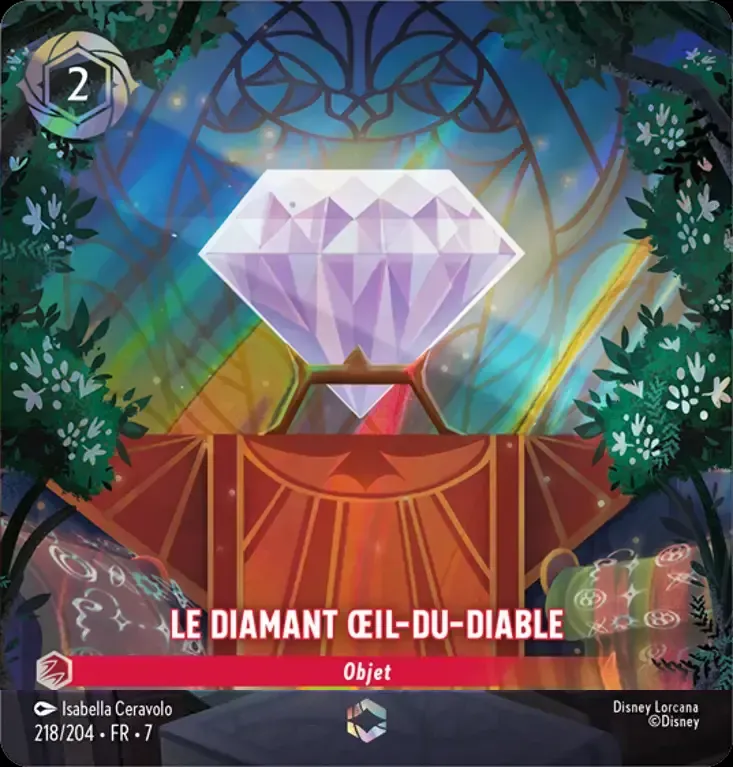 2
LE DIAMANT ŒIL-DU-DIABLE
Objet
Isabella Ceravolo
218/204 • FR • 7
Disney Lorcana
©Disney